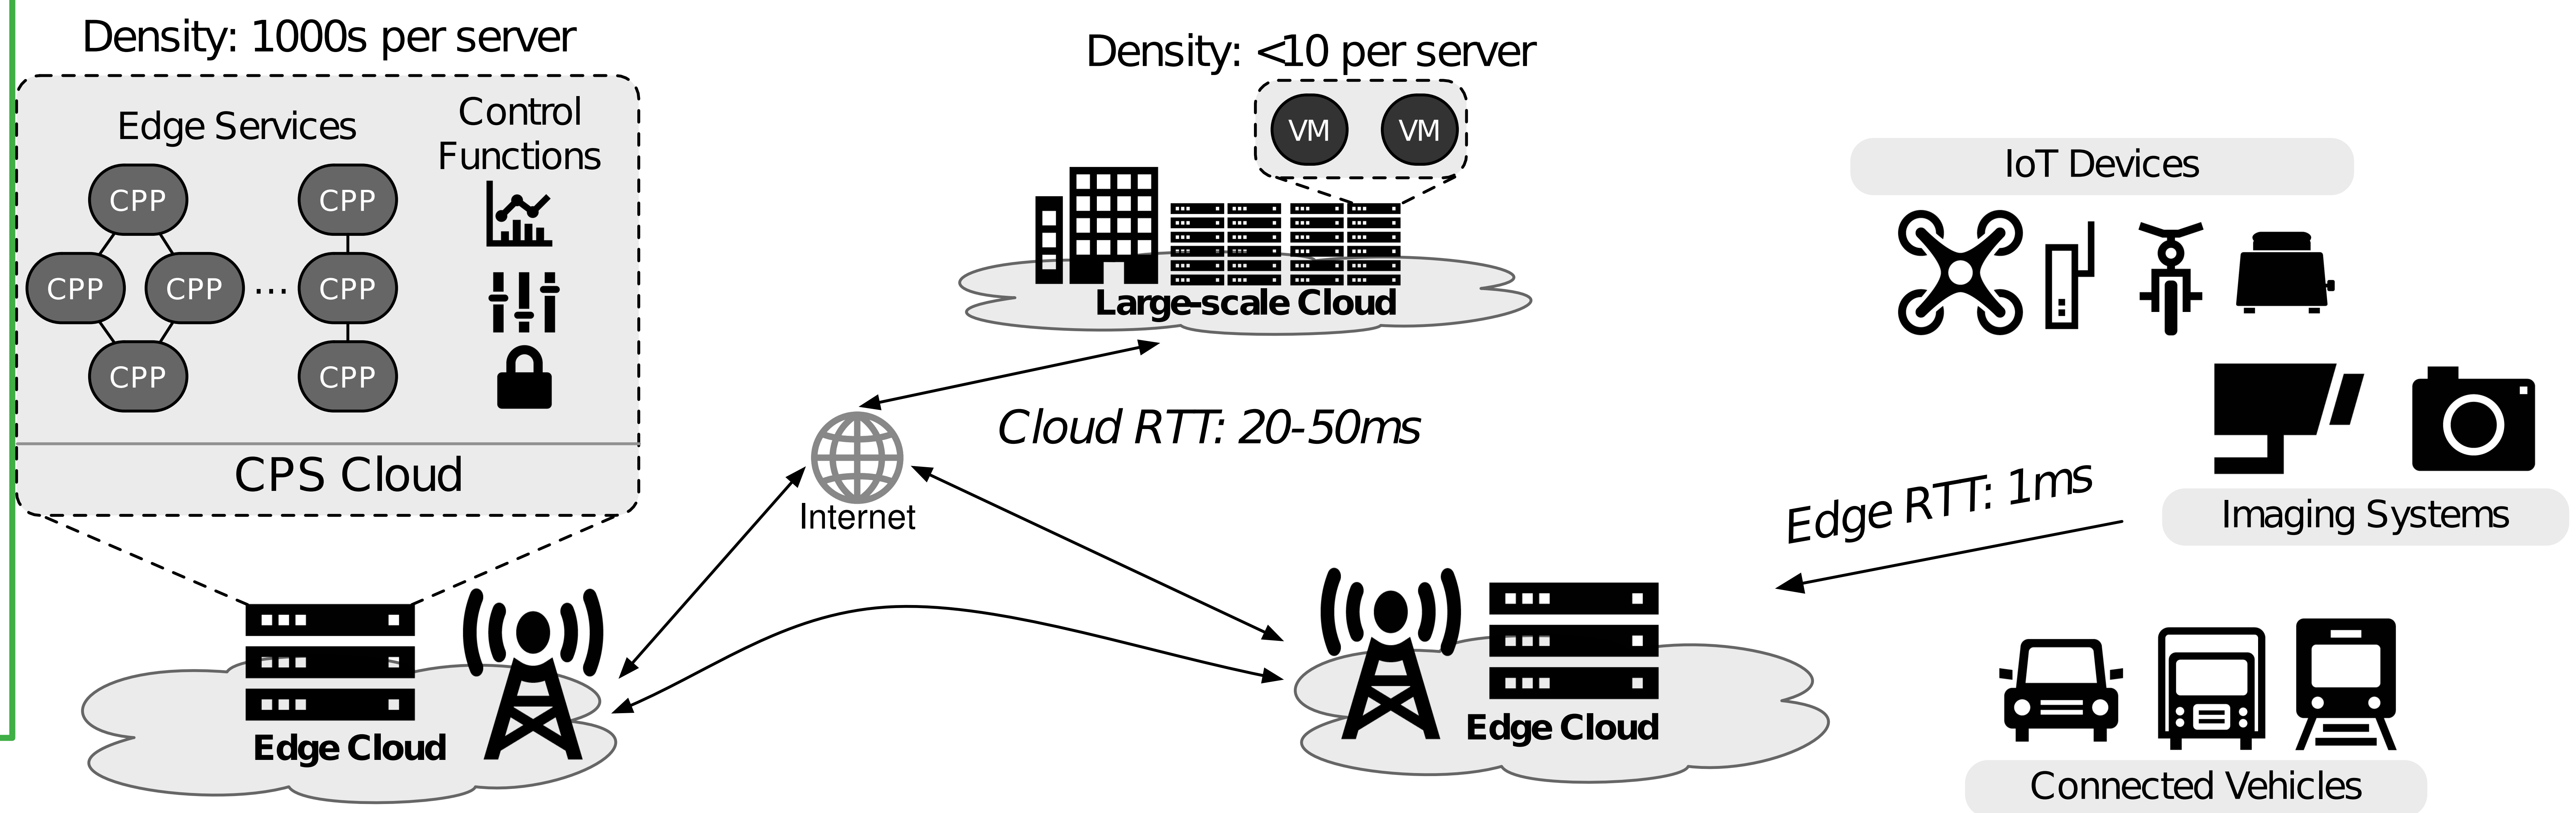 Density: 1000s per server
Edge Services
Control
Functions
CPP
CPP
CPP
CPP
...
CPP
CPP
CPP
CPS Cloud
Edge Cloud
Density: <10 per server
VM
VM
Large-scale Cloud
Cloud RTT: 20-50ms
Internet
Edge RTT: 1ms
Edge Cloud
IoT Devices
Imaging Systems
Connected Vehicles